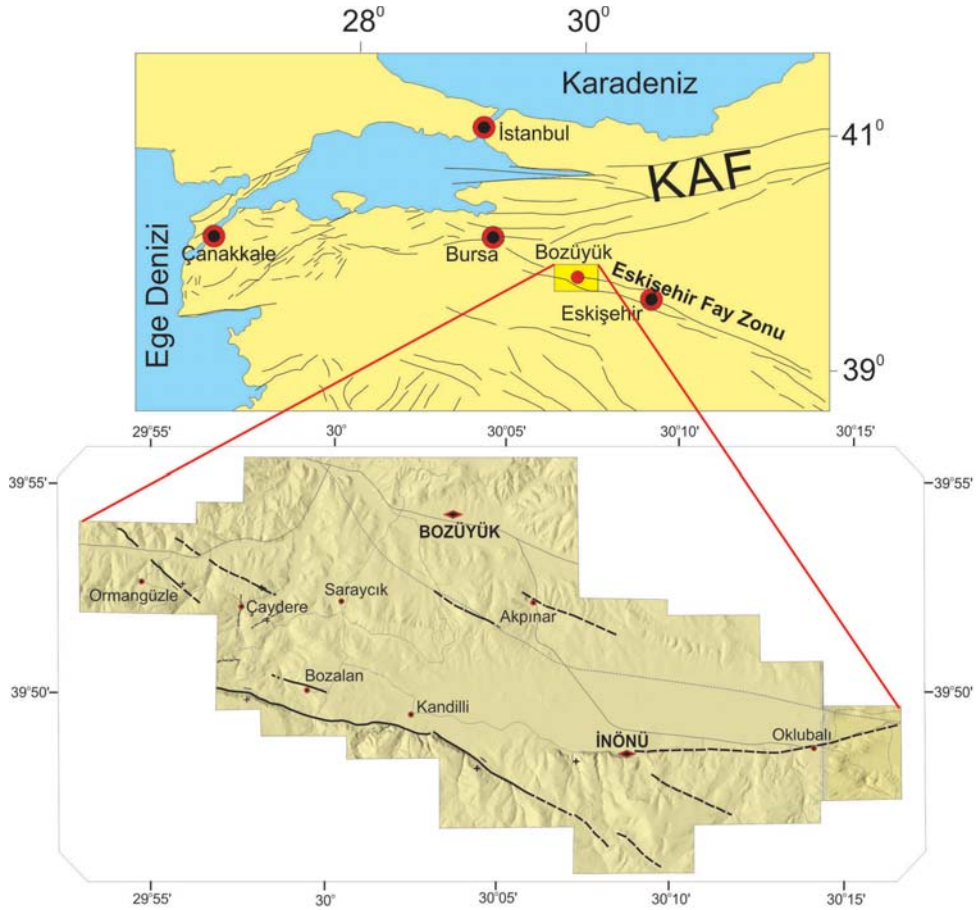 28⁰
30⁰
Karadeniz
İstanbul
41⁰
KAF
Ege Denizi
Çanakkale
Bursa
Bozüyük
Eskişehir Fay Zonu
Eskişehir
39⁰
29°55'
30°
30°05'
30°10'
30°15'
39°55'
39°55'
BOZÜYÜK
Ormangüzle
Çaydere
Saraycık
Akpınar
39°50'
39°50'
Bozalan
Kandilli
İNÖNÜ
Oklubalı
29°55'
30°
30°05'
30°10'
30°15'